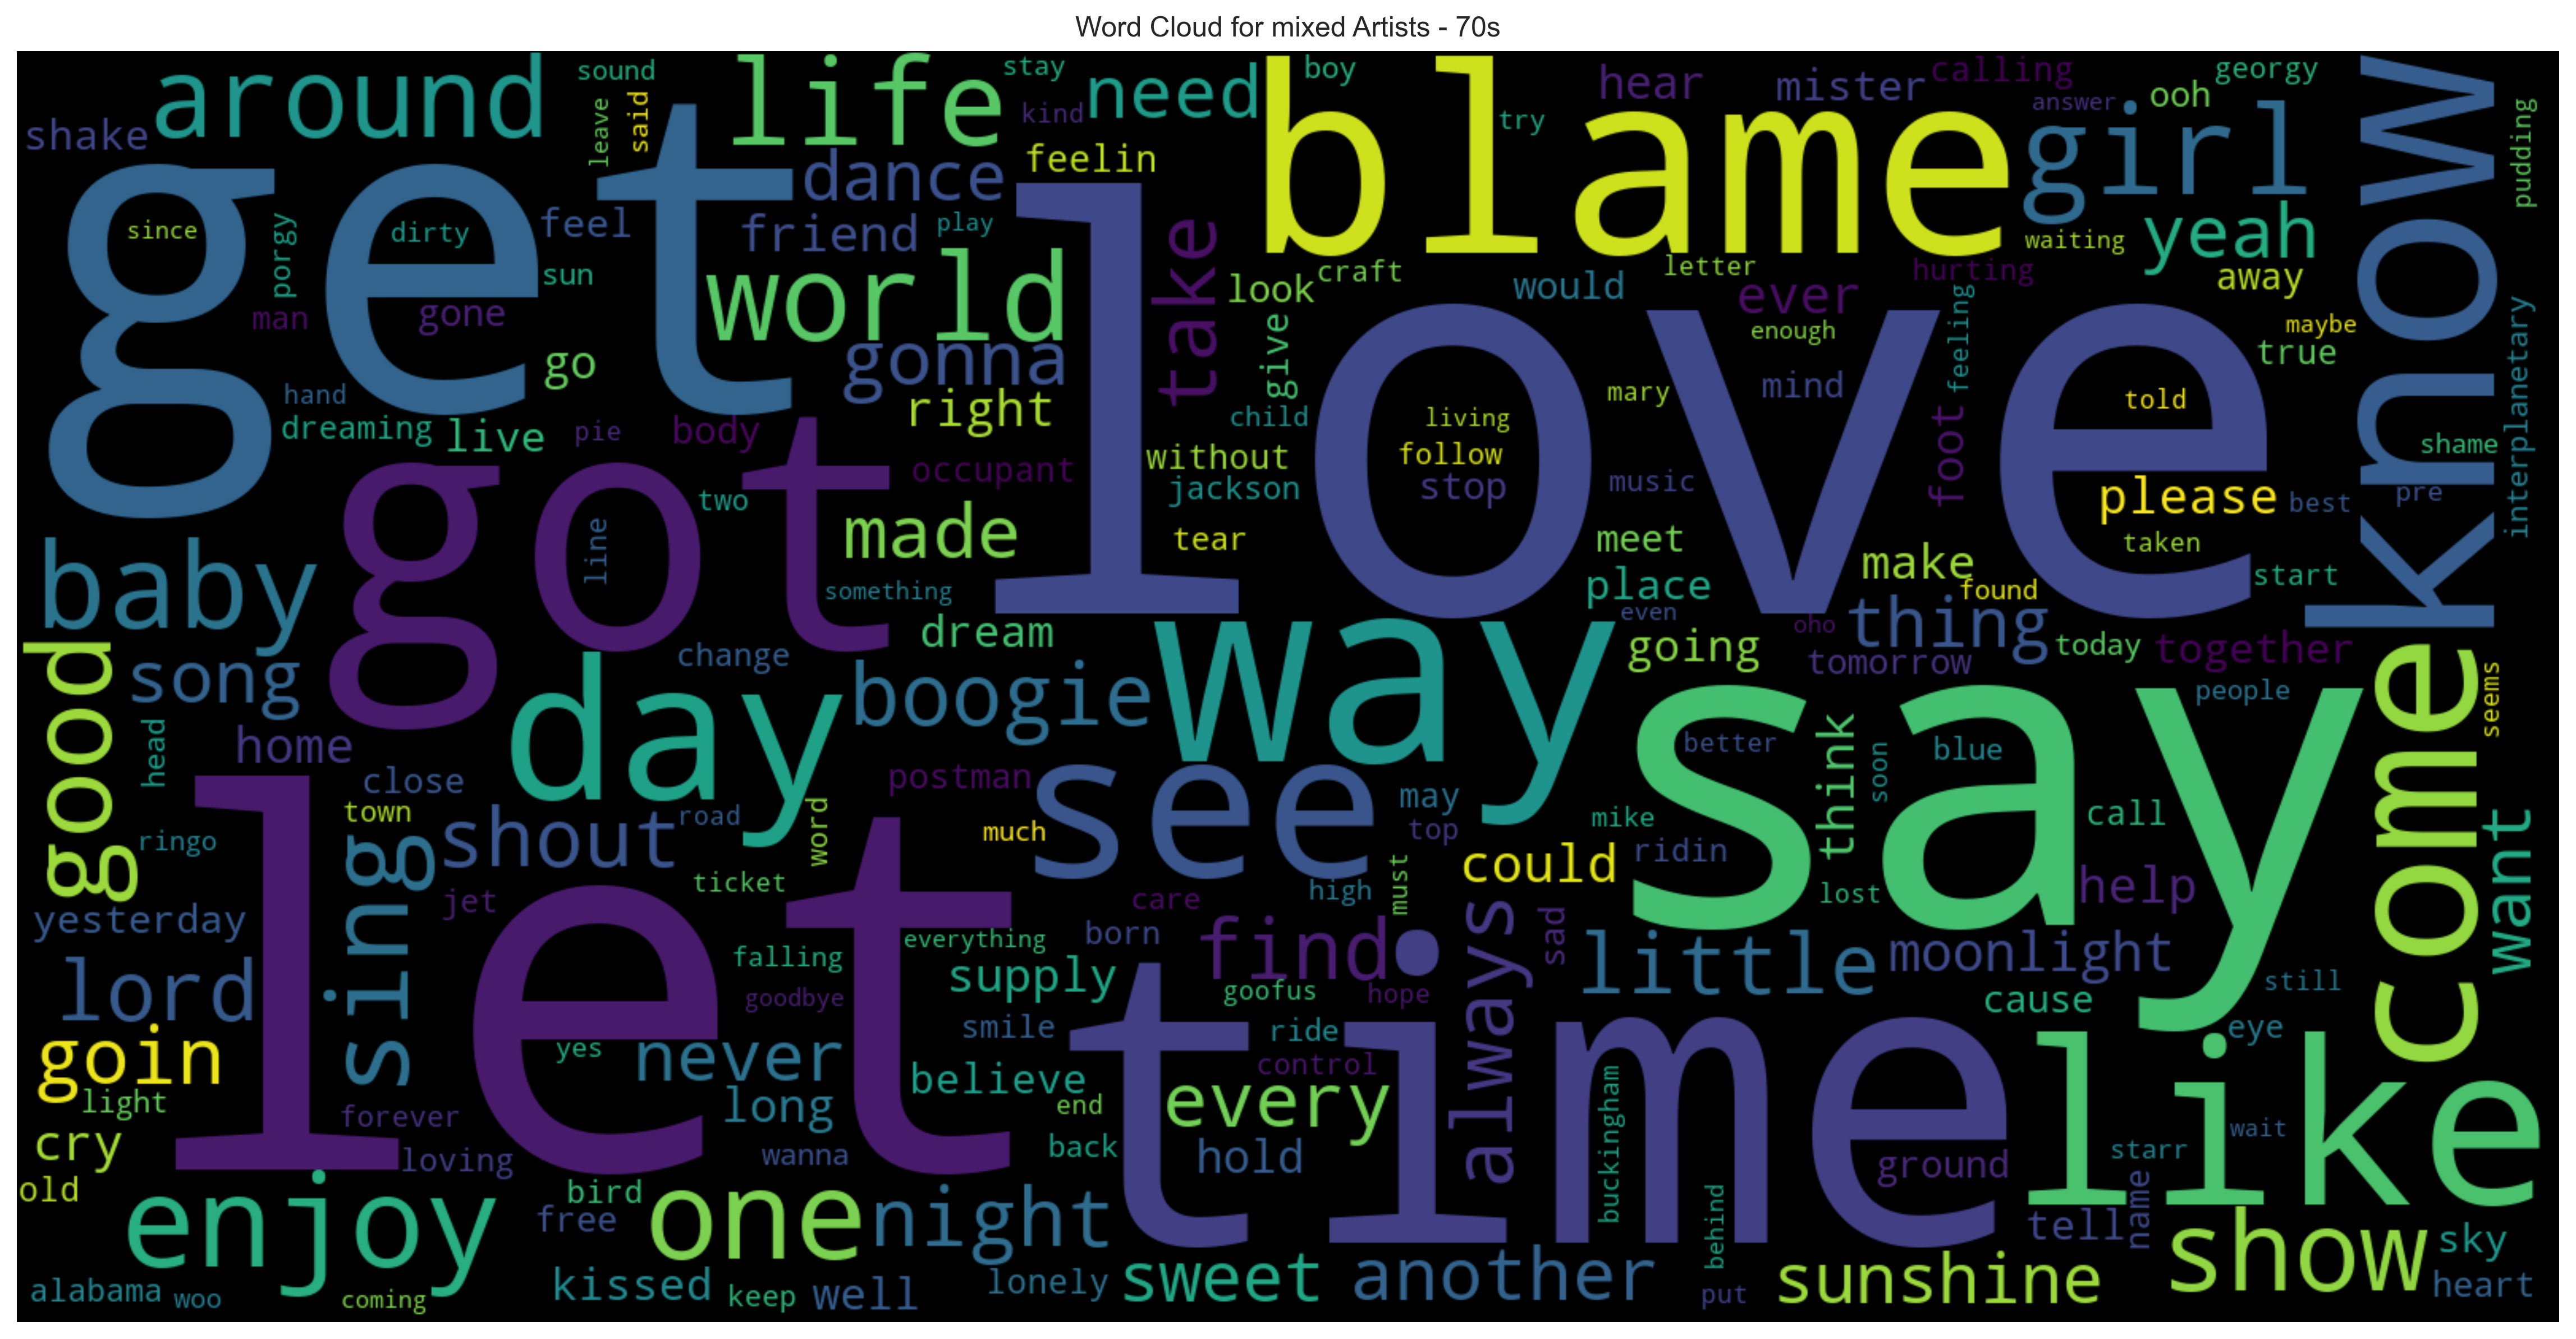 Word Cloud for mixed Artists - 70s
around
sound
life
stay
need
boy
hear
mister
calling
georgy
shake
leave
said
kind
blame
try
answer
ooh
girl
know
pudding
get
dance
feelin
since
porgy
dirty
feel
friend
play
take
waiting
yeah
man
gone
sun
world
look
craft
would
letter
hurting
away
ever
go
gonna
give
love
enough
feeling
maybe
true
interplanetary
hand
right
child
mary
mind
told
dreaming
live
pie
body
living
foot
shame
got
occupant
without
follow
jackson
stop
music
please
best
pre
two
made
tear
meet
taken
baby
line
something
place
make
found
start
good
song
change
dream
way
even
going
oho
thing
tomorrow
today
together
day
boogie
say
people
come
seems
head
home
close
postman
see
better
think
soon
blue
let
town
shout
road
word
much
may
top
mike
ridin
call
want
ringo
sing
jet
ticket
care
high
must
could
lost
help
yesterday
everything
born
find
always
sad
little
moonlight
lord
falling
goodbye
supply
goofus
hope
cause
still
goin
yes
never
smile
ride
time
eye
like
light
forever
long
believe
control
end
every
buckingham
cry
loving
wanna
back
hold
ground
starr
wait
old
enjoy
bird
free
one
night
behind
tell
name
show
sky
alabama
woo
coming
kissed
keep
well
lonely
sweet
another
put
sunshine
heart